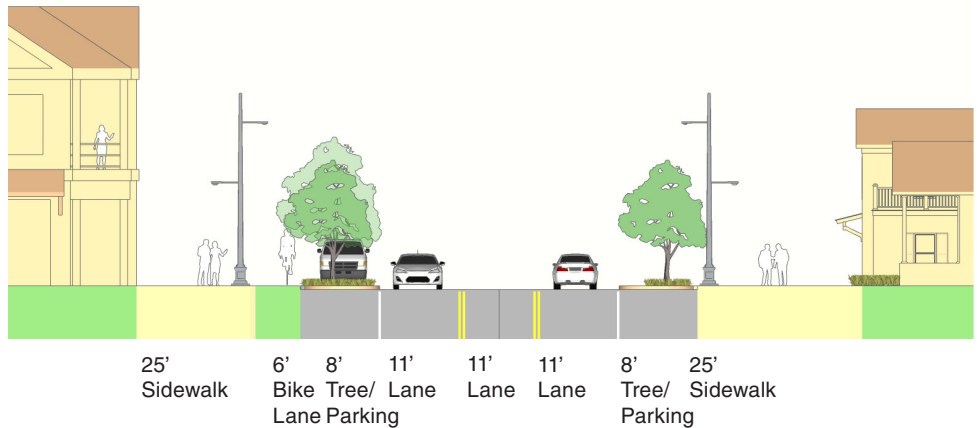 25’
Sidewalk
6’
Bike
Lane
8’
Tree/
Parking
11’
Lane
11’
Lane
11’
Lane
8’
Tree/
Parking
25’
Sidewalk